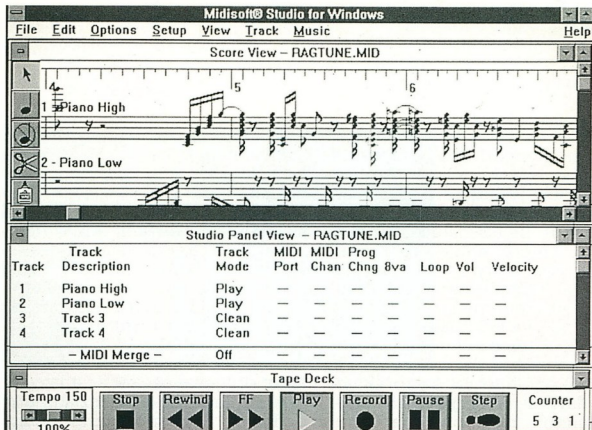 Midisoft® Studio for Windows
File Edit Options Setup View Track Music Help
Score View – RAGTUNE.MID
4 5 6
1 - Piano High
2 - Piano Low
Studio Panel View – RAGTUNE.MID
Track Track MIDI MIDI Prog
Track Description Mode Port Chan Chng 8va Loop Vol Velocity
1 Piano High Play — — — — — — —
2 Piano Low Play — — — — — — —
3 Track 3 Clean — — — — — — —
4 Track 4 Clean — — — — — — —
– MIDI Merge – Off — — — — — — —
Tape Deck
Tempo 150 Stop Rewind FF Play Record Pause Step Counter
100% 5 3 1